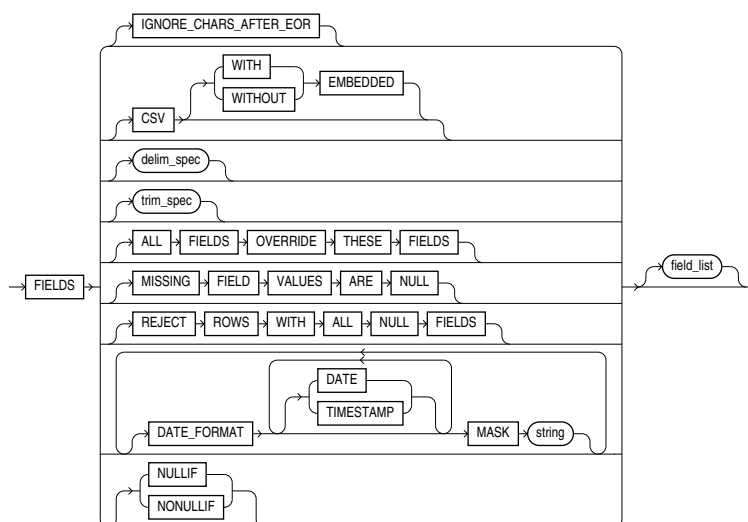 IGNORE_CHARS_AFTER_EOR
WITH
WITHOUT
EMBEDDED
CSV
delim_spec
trim_spec
ALL FIELDS OVERRIDE THESE FIELDS
field_list
FIELDS
MISSING FIELD VALUES ARE NULL
REJECT ROWS WITH ALL NULL FIELDS
DATE
TIMESTAMP
DATE_FORMAT MASK string
NULLIF
NONULLIF